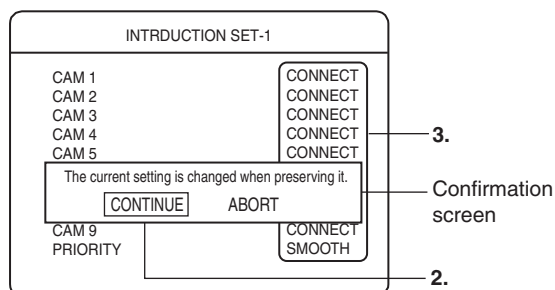 INTRDUCTION SET-1
CAM 1 CONNECT
CAM 2 CONNECT
CAM 3 CONNECT
CAM 4 CONNECT
3.
CAM 5 CONNECT
The current setting is changed when preserving it.
CONTINUE ABORT
Confirmation
screen
CAM 9 CONNECT
PRIORITY SMOOTH
2.